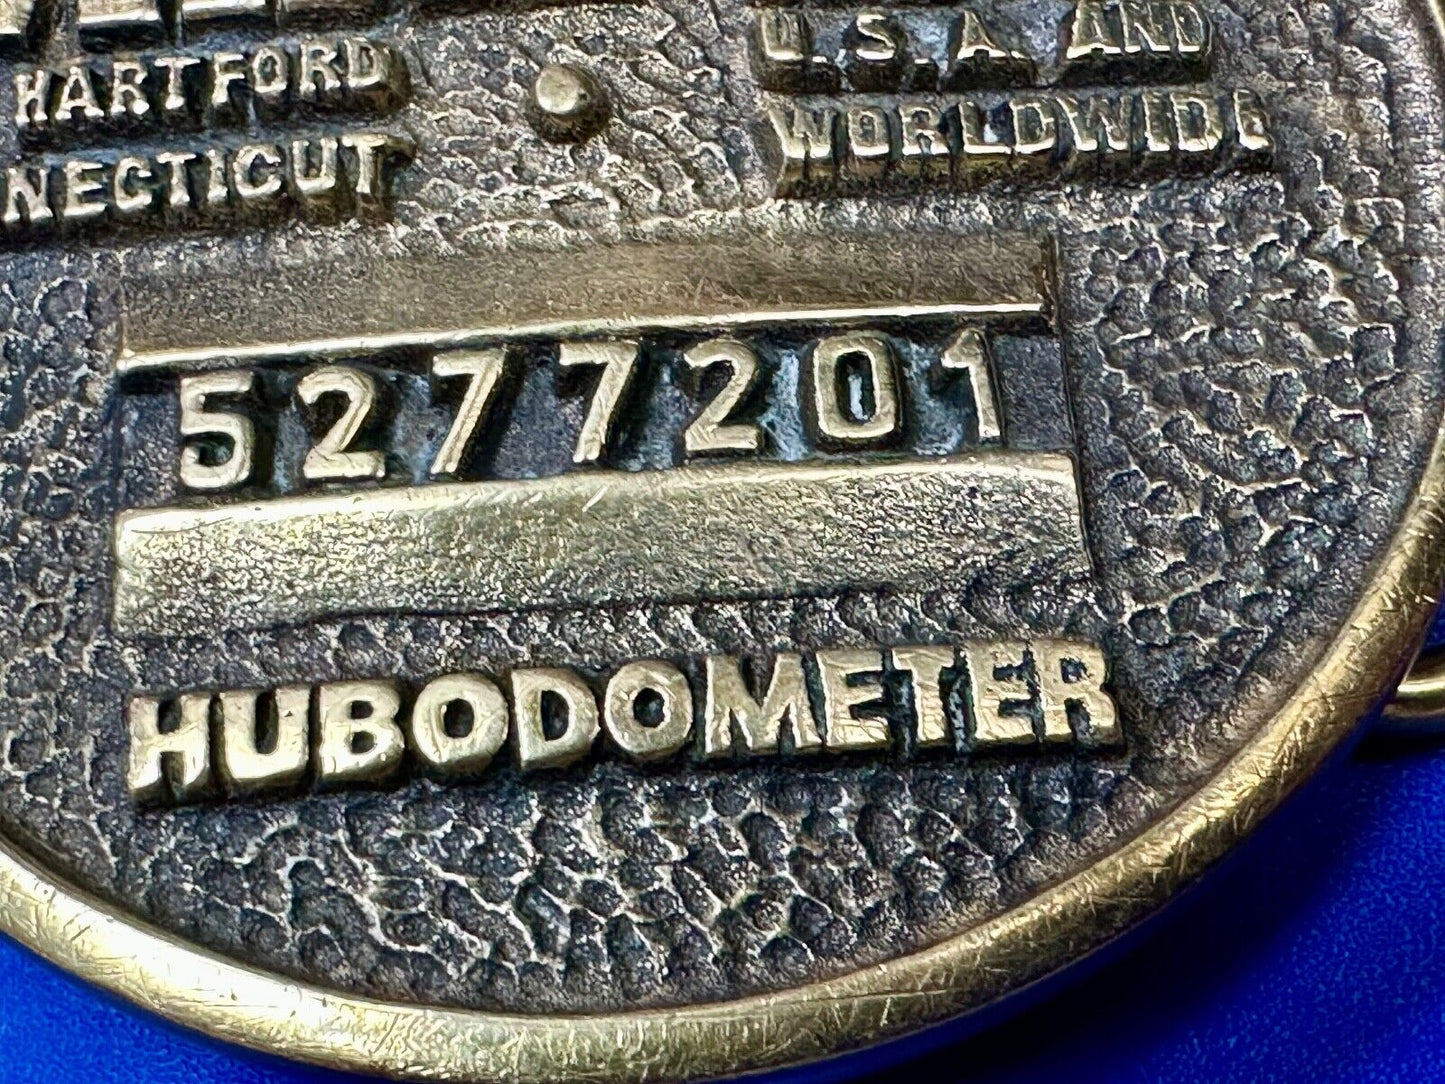 HARTFORD
NECTICUT
U.S.A. AND
WORLDWIDE
5277201
HUBODOMETER